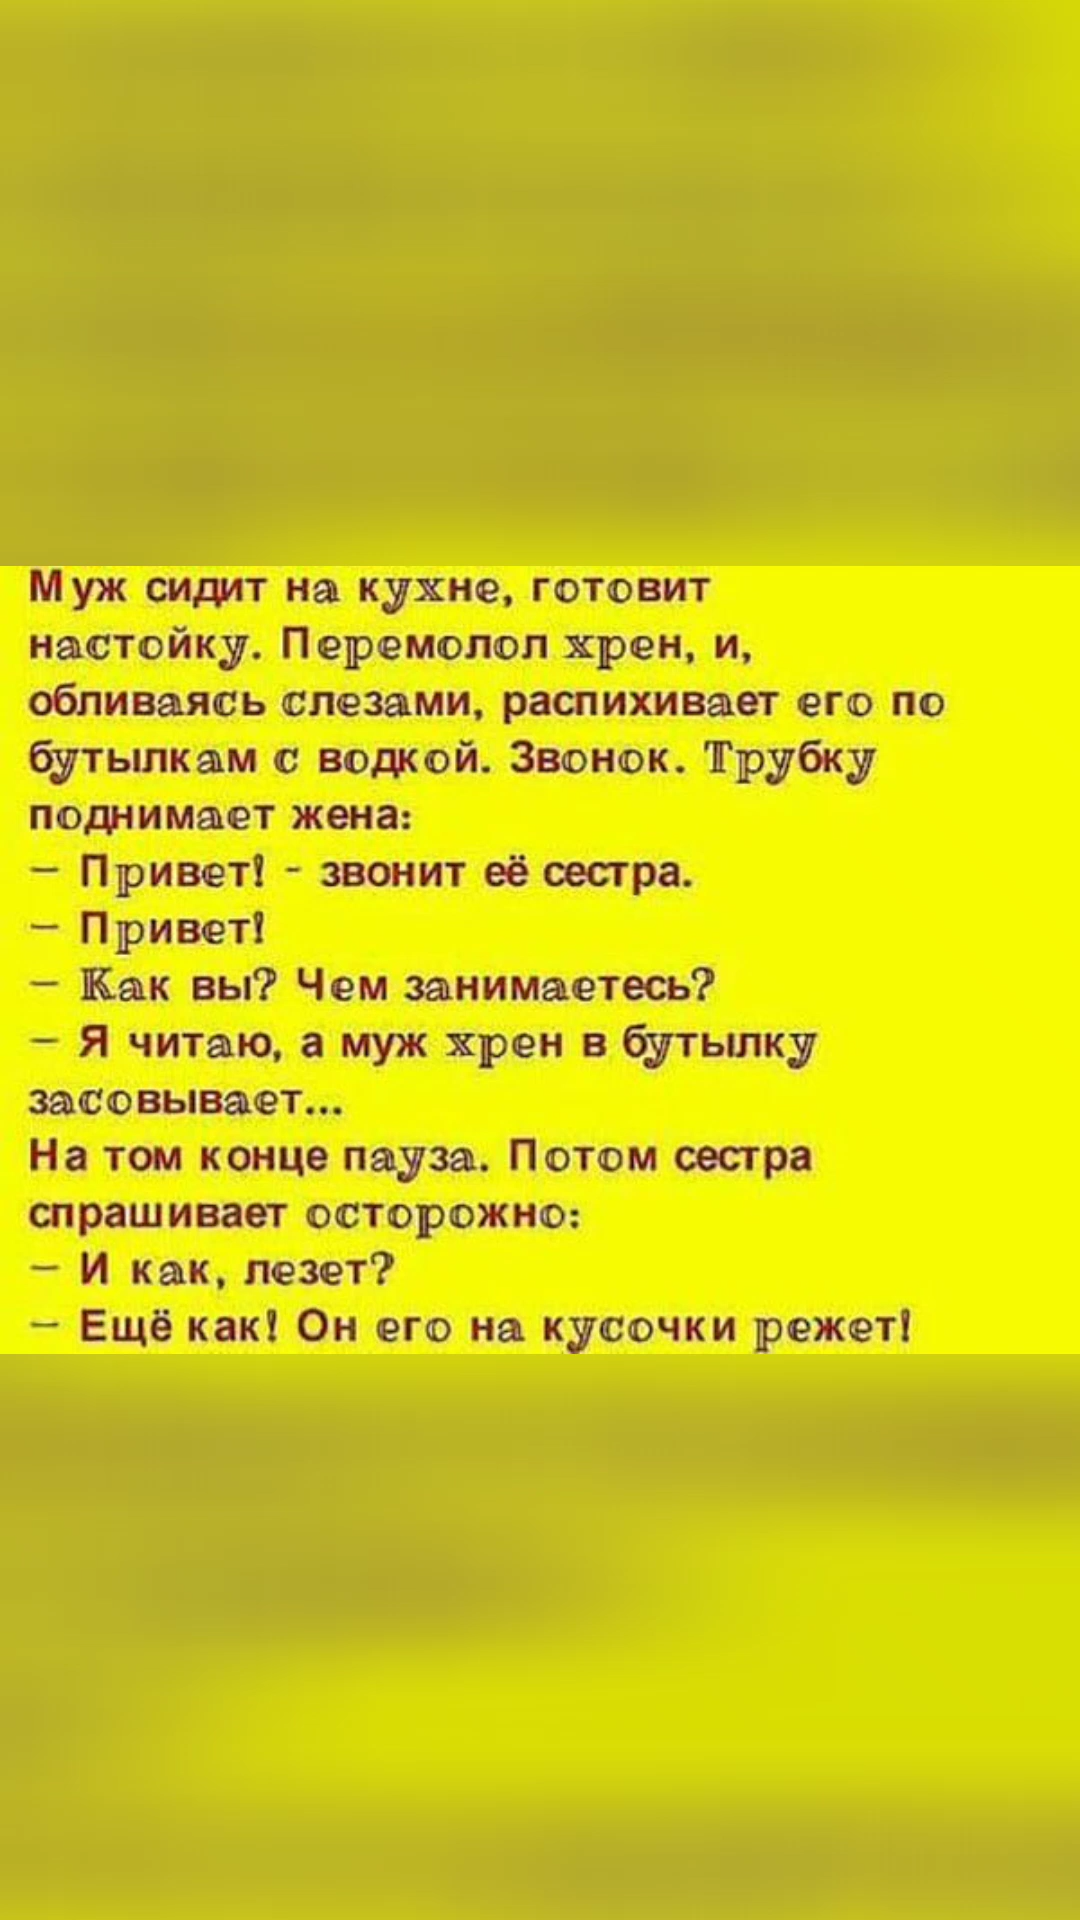 Муж сидит на кухне, готовит
настойку. Перемолол хрен, и,
обливаясь слезами, распихивает его по
бутылкам с водкой. Звонок. Трубку
поднимает жена:
— Привет! - звонит её сестра.
— Привет!
— Как вы? Чем занимаетесь?
— Я читаю, а муж хрен в бутылку
засовывает...
На том конце пауза. Потом сестра
спрашивает осторожно:
— И как, лезет?
— Ещё как! Он его на кусочки режет!